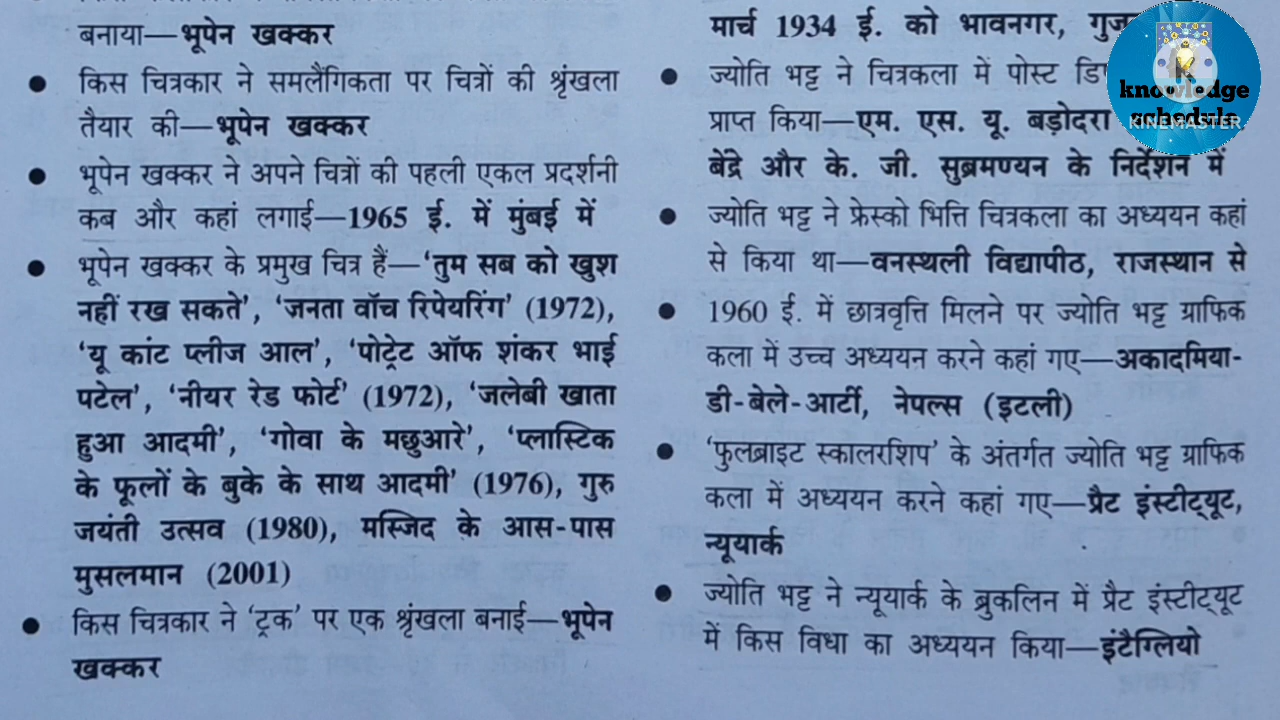 बनाया—भूपेन खक्कर
किस चित्रकार ने समलैंगिकता पर चित्रों की श्रृंखला
तैयार की—भूपेन खक्कर
भूपेन खक्कर ने अपने चित्रों की पहली एकल प्रदर्शनी
कब और कहां लगाई—1965 ई. में मुंबई में
भूपेन खक्कर के प्रमुख चित्र हैं—‘तुम सब को खुश
नहीं रख सकते’, ‘जनता वॉच रिपेयरिंग’ (1972),
‘यू कांट प्लीज आल’, ‘पोट्रेट ऑफ शंकर भाई
पटेल’, ‘नीयर रेड फोर्ट’ (1972), ‘जलेबी खाता
हुआ आदमी’, ‘गोवा के मछुआरे’, ‘प्लास्टिक
के फूलों के बुके के साथ आदमी’ (1976), गुरु
जयंती उत्सव (1980), मस्जिद के आस-पास
मुसलमान (2001)
किस चित्रकार ने ‘ट्रक’ पर एक श्रृंखला बनाई—भूपेन
खक्कर
मार्च 1934 ई. को भावनगर,
ज्योति भट्ट ने चित्रकला में पोस्ट
प्राप्त किया—एम. एस. यू. बड़ोदरा
बेंद्रे और के. जी. सुब्रमण्यन के निर्देशन में
ज्योति भट्ट ने फ्रेस्को भित्ति चित्रकला का अध्ययन कहां
से किया था—वनस्थली विद्यापीठ, राजस्थान से
1960 ई. में छात्रवृत्ति मिलने पर ज्योति भट्ट ग्राफिक
कला में उच्च अध्ययन करने कहां गए—अकादमिया-
डी-बेले-आर्टी, नेपल्स (इटली)
‘फुलब्राइट स्कालरशिप’ के अंतर्गत ज्योति भट्ट ग्राफिक
कला में अध्ययन करने कहां गए—प्रैट इंस्टीट्यूट,
न्यूयार्क
ज्योति भट्ट ने न्यूयार्क के ब्रुकलिन में प्रैट इंस्टीट्यूट
में किस विधा का अध्ययन किया—इंटैग्लियो
knowledge
schedule
KINEMASTER